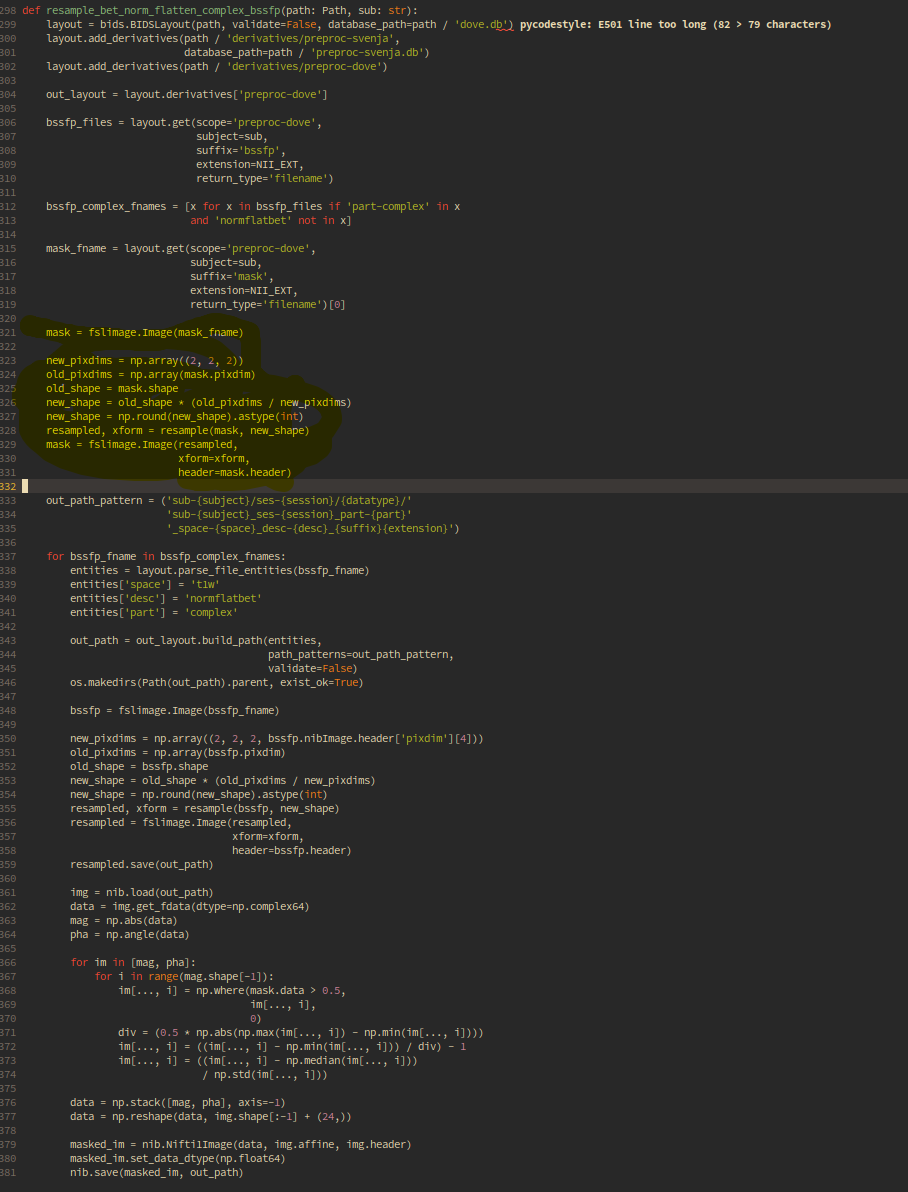 298 def resample_bet_norm_flatten_complex_bssfp(path: Path, sub: str):
299     layout = bids.BIDSLayout(path, validate=False, database_path=path / 'dove.db') pycodestyle: E501 line too long (82 > 79 characters)
300     layout.add_derivatives(path / 'derivatives/preproc-svenja',
301                            database_path=path / 'preproc-svenja.db')
302     layout.add_derivatives(path / 'derivatives/preproc-dove')
303
304     out_layout = layout.derivatives['preproc-dove']
305
306     bssfp_files = layout.get(scope='preproc-dove',
307                              subject=sub,
308                              suffix='bssfp',
309                              extension=NII_EXT,
310                              return_type='filename')
311
312     bssfp_complex_fnames = [x for x in bssfp_files if 'part-complex' in x
313                             and 'normflatbet' not in x]
314
315     mask_fname = layout.get(scope='preproc-dove',
316                             subject=sub,
317                             suffix='mask',
318                             extension=NII_EXT,
319                             return_type='filename')[0]
320
321     mask = fslimage.Image(mask_fname)
322
323     new_pixdims = np.array((2, 2, 2))
324     old_pixdims = np.array(mask.pixdim)
325     old_shape = mask.shape
326     new_shape = old_shape * (old_pixdims / new_pixdims)
327     new_shape = np.round(new_shape).astype(int)
328     resampled, xform = resample(mask, new_shape)
329     mask = fslimage.Image(resampled,
330                           xform=xform,
331                           header=mask.header)
332
333     out_path_pattern = ('sub-{subject}/ses-{session}/{datatype}/'
334                         'sub-{subject}_ses-{session}_part-{part}'
335                         '_space-{space}_desc-{desc}_{suffix}{extension}')
336
337     for bssfp_fname in bssfp_complex_fnames:
338         entities = layout.parse_file_entities(bssfp_fname)
339         entities['space'] = 't1w'
340         entities['desc'] = 'normflatbet'
341         entities['part'] = 'complex'
342
343         out_path = out_layout.build_path(entities,
344                                          path_patterns=out_path_pattern,
345                                          validate=False)
346         os.makedirs(Path(out_path).parent, exist_ok=True)
347
348         bssfp = fslimage.Image(bssfp_fname)
349
350         new_pixdims = np.array((2, 2, 2, bssfp.nibImage.header['pixdim'][4]))
351         old_pixdims = np.array(bssfp.pixdim)
352         old_shape = bssfp.shape
353         new_shape = old_shape * (old_pixdims / new_pixdims)
354         new_shape = np.round(new_shape).astype(int)
355         resampled, xform = resample(bssfp, new_shape)
356         resampled = fslimage.Image(resampled,
357                                    xform=xform,
358                                    header=bssfp.header)
359         resampled.save(out_path)
360
361         img = nib.load(out_path)
362         data = img.get_fdata(dtype=np.complex64)
363         mag = np.abs(data)
364         pha = np.angle(data)
365
366         for im in [mag, pha]:
367             for i in range(mag.shape[-1]):
368                 im[..., i] = np.where(mask.data > 0.5,
369                                       im[..., i],
370                                       0)
371                 div = (0.5 * np.abs(np.max(im[..., i]) - np.min(im[..., i])))
372                 im[..., i] = ((im[..., i] - np.min(im[..., i])) / div) - 1
373                 im[..., i] = ((im[..., i] - np.median(im[..., i]))
374                               / np.std(im[..., i]))
375
376         data = np.stack([mag, pha], axis=-1)
377         data = np.reshape(data, img.shape[:-1] + (24,))
378
379         masked_im = nib.Nifti1Image(data, img.affine, img.header)
380         masked_im.set_data_dtype(np.float64)
381         nib.save(masked_im, out_path)